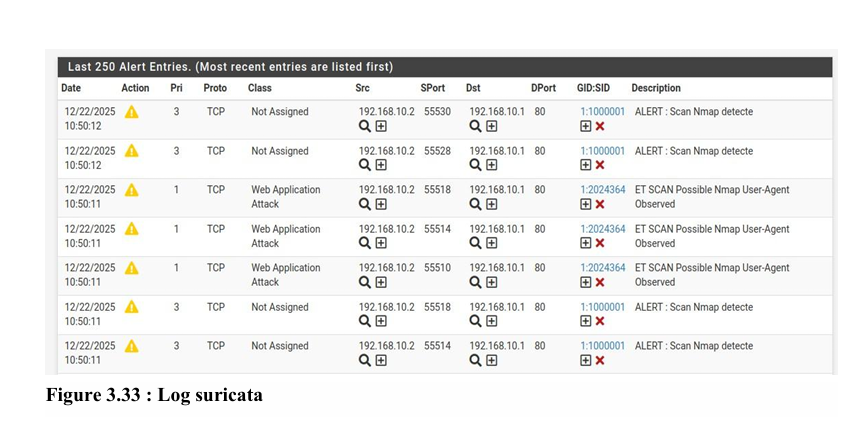 Last 250 Alert Entries. (Most recent entries are listed first)
Date Action Pri Proto Class Src SPort Dst DPort GID:SID Description
12/22/2025 3 TCP Not Assigned 192.168.10.2 55530 192.168.10.1 80 1:1000001 ALERT : Scan Nmap detecte
10:50:12
12/22/2025 3 TCP Not Assigned 192.168.10.2 55528 192.168.10.1 80 1:1000001 ALERT : Scan Nmap detecte
10:50:12
12/22/2025 1 TCP Web Application 192.168.10.2 55518 192.168.10.1 80 1:2024364 ET SCAN Possible Nmap User-Agent
10:50:11 Attack Observed
12/22/2025 1 TCP Web Application 192.168.10.2 55514 192.168.10.1 80 1:2024364 ET SCAN Possible Nmap User-Agent
10:50:11 Attack Observed
12/22/2025 1 TCP Web Application 192.168.10.2 55510 192.168.10.1 80 1:2024364 ET SCAN Possible Nmap User-Agent
10:50:11 Attack Observed
12/22/2025 3 TCP Not Assigned 192.168.10.2 55518 192.168.10.1 80 1:1000001 ALERT : Scan Nmap detecte
10:50:11
12/22/2025 3 TCP Not Assigned 192.168.10.2 55514 192.168.10.1 80 1:1000001 ALERT : Scan Nmap detecte
10:50:11
Figure 3.33 : Log suricata